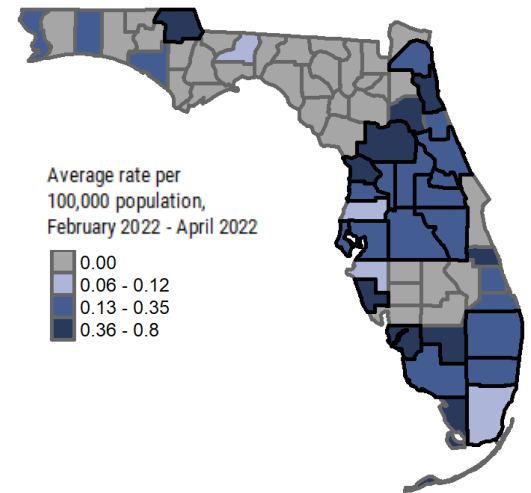 Average rate per
100,000 population,
February 2022 - April 2022
0.00
0.06 - 0.12
0.13 - 0.35
0.36 - 0.8